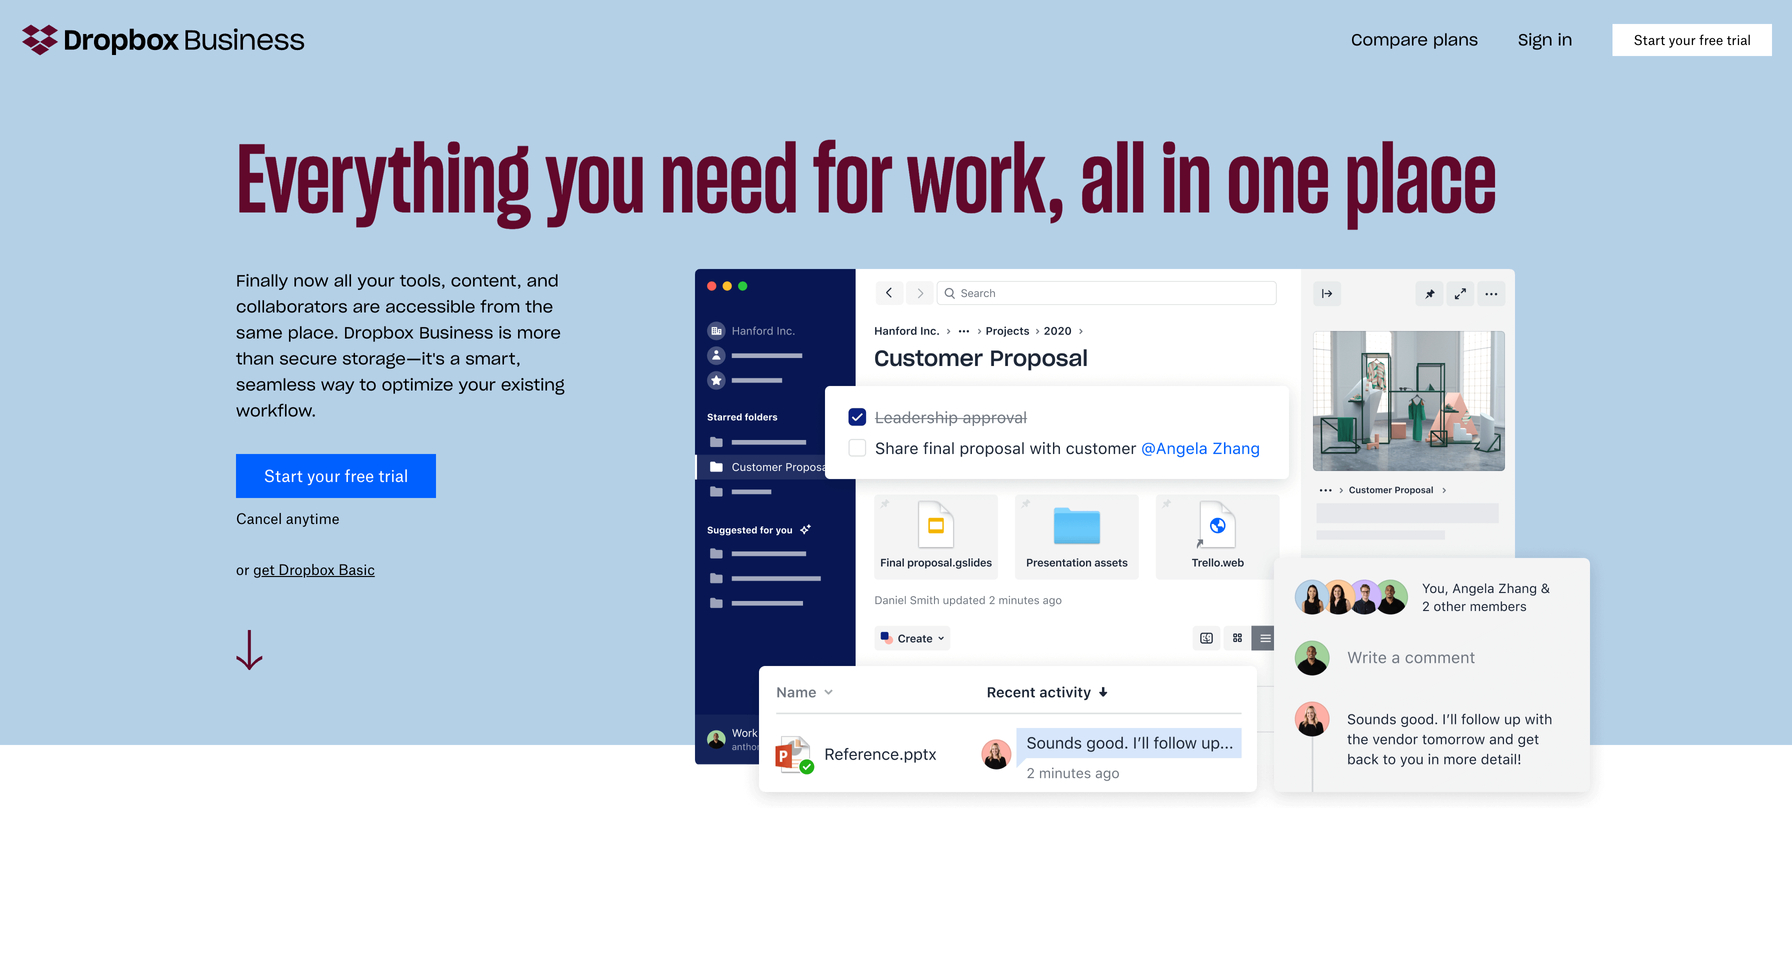 Dropbox Business
Compare plans
Sign in
Start your free trial
Everything you need for work, all in one place
Finally now all your tools, content, and
collaborators are accessible from the
same place. Dropbox Business is more
than secure storage—it's a smart,
seamless way to optimize your existing
workflow.
Start your free trial
Cancel anytime
or get Dropbox Basic
Hanford Inc.
Starred folders
Customer Proposa
Suggested for you
Work
Search
Hanford Inc. › ••• › Projects › 2020 ›
Customer Proposal
Leadership approval
Share final proposal with customer @Angela Zhang
Final proposal.gslides
Presentation assets
Trello.web
Daniel Smith updated 2 minutes ago
Create
Name
Recent activity
P
Reference.pptx
Sounds good. I'll follow up...
2 minutes ago
••• › Customer Proposal ›
You, Angela Zhang &
2 other members
Write a comment
Sounds good. I'll follow up with
the vendor tomorrow and get
back to you in more detail!